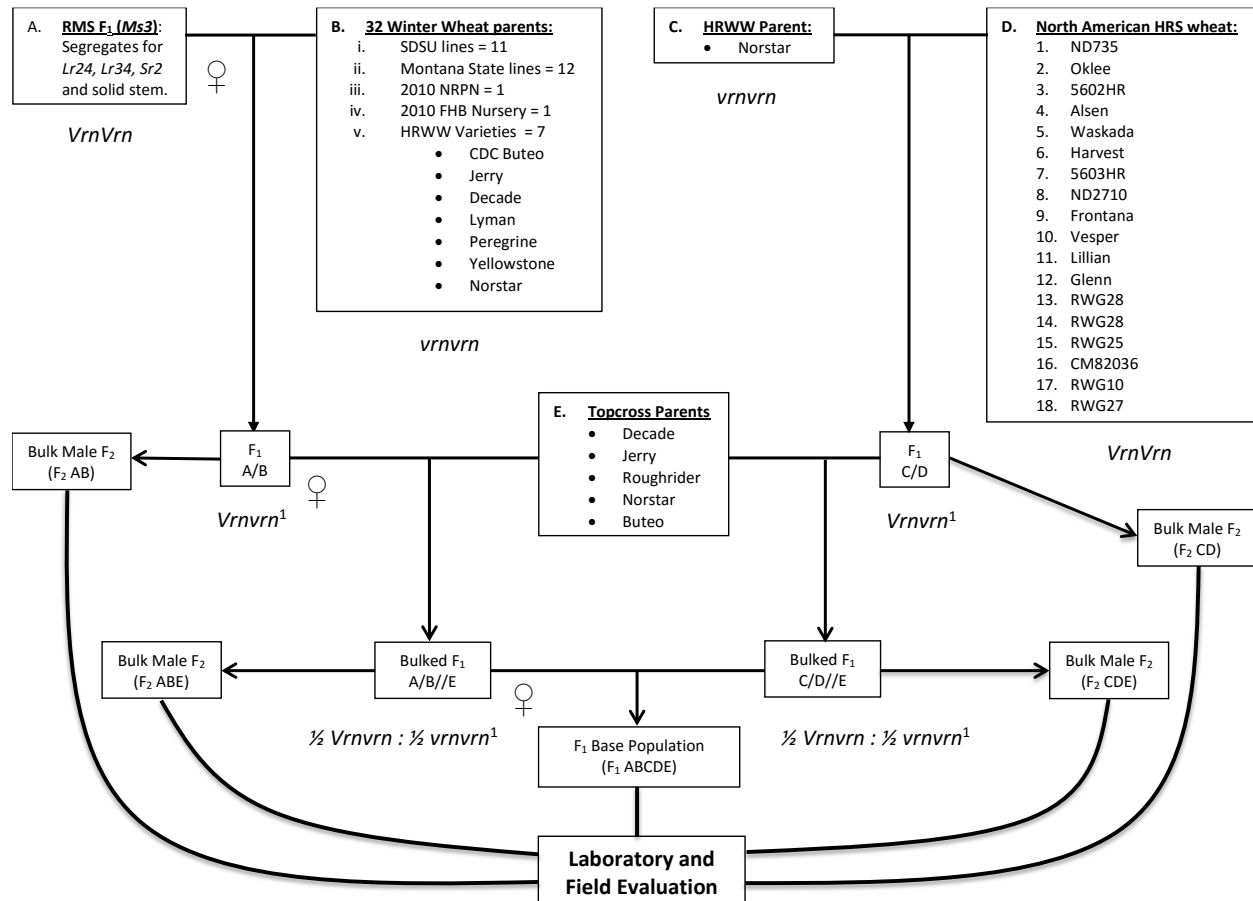 A. RMS F1 (Ms3):
Segregates for
Lr24, Lr34, Sr2
and solid stem.
♀
VrnVrn
B. 32 Winter Wheat parents:
i. SDSU lines = 11
ii. Montana State lines = 12
iii. 2010 NRPN = 1
iv. 2010 FHB Nursery = 1
v. HRWW Varieties = 7
• CDC Buteo
• Jerry
• Decade
• Lyman
• Peregrine
• Yellowstone
• Norstar
vrnvrn
C. HRWW Parent:
• Norstar
vrnvrn
D. North American HRS wheat:
1. ND735
2. Oklee
3. 5602HR
4. Alsen
5. Waskada
6. Harvest
7. 5603HR
8. ND2710
9. Frontana
10. Vesper
11. Lillian
12. Glenn
13. RWG28
14. RWG28
15. RWG25
16. CM82036
17. RWG10
18. RWG27
VrnVrn
Bulk Male F2
(F2 AB)
F1
A/B
♀
Vrnvrn1
E. Topcross Parents
• Decade
• Jerry
• Roughrider
• Norstar
• Buteo
F1
C/D
Vrnvrn1
Bulk Male F2
(F2 CD)
Bulk Male F2
(F2 ABE)
Bulked F1
A/B//E
♀
½ Vrnvrn : ½ vrnvrn1
Bulked F1
C/D//E
½ Vrnvrn : ½ vrnvrn1
Bulk Male F2
(F2 CDE)
F1 Base Population
(F1 ABCDE)
Laboratory and
Field Evaluation